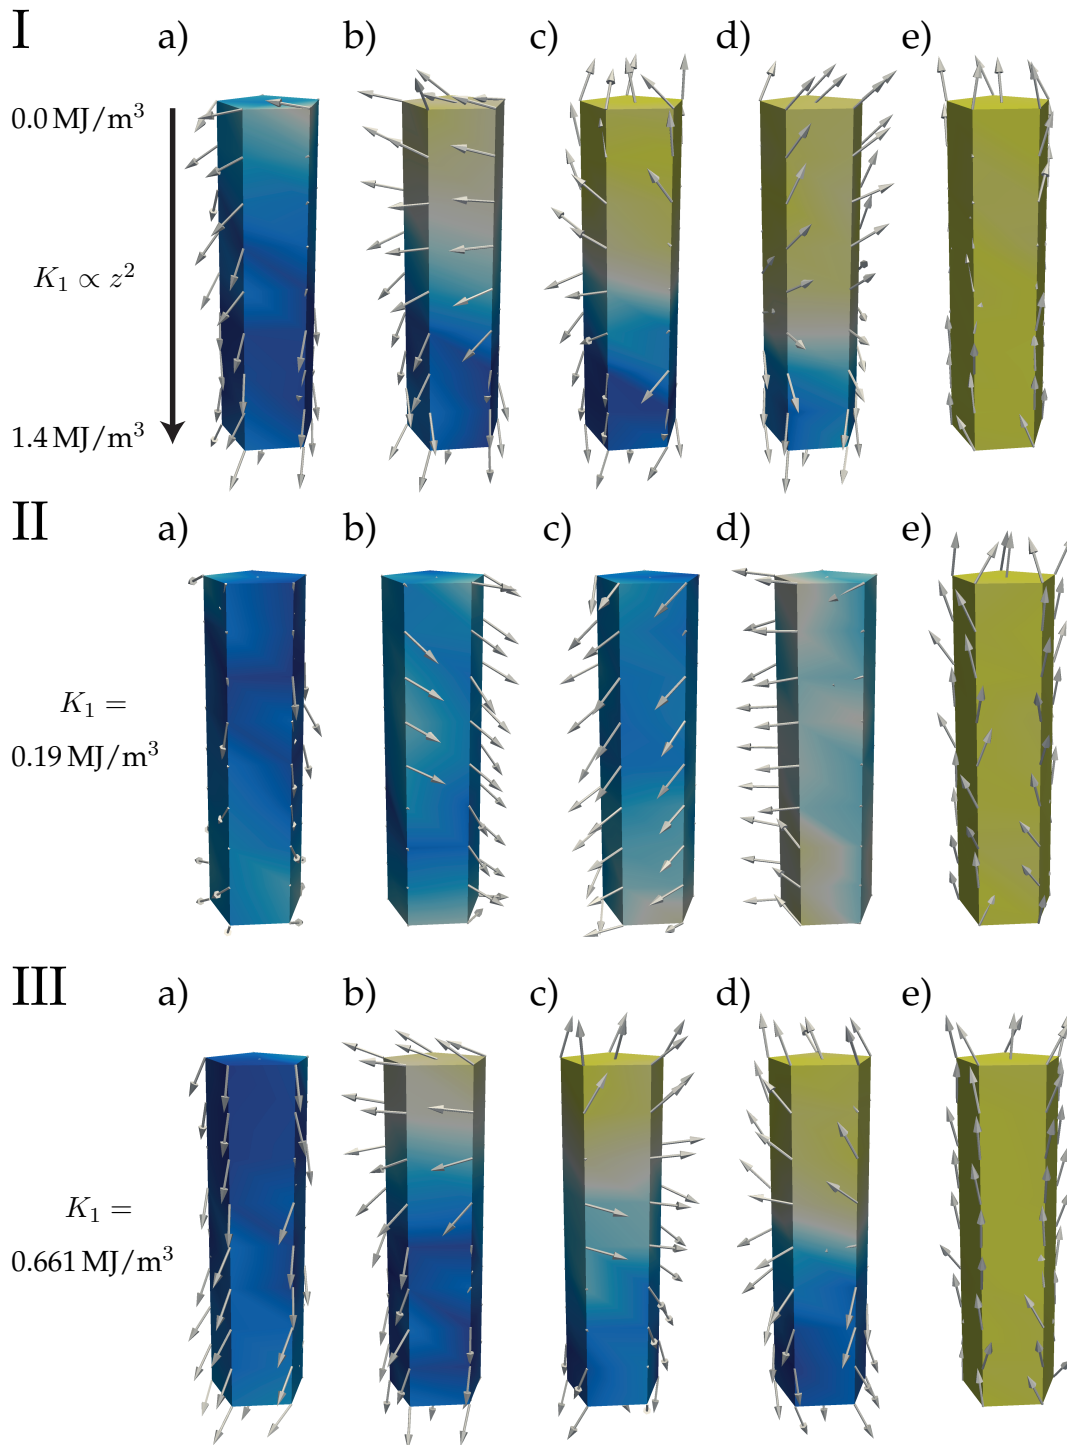 I
a) b) c) d) e)
0.0 MJ/m³
K₁ ∝ z²
1.4 MJ/m³
II
a) b) c) d) e)
K₁ =
0.19 MJ/m³
III
a) b) c) d) e)
K₁ =
0.661 MJ/m³